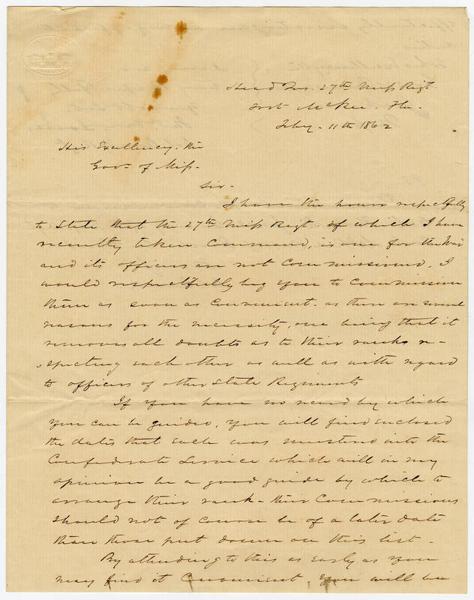 Head Qrs. 27th Miss Regt
Fort McRee. Fla.
Feby. 11th 1862
His Excellency. the
Govr. of Miss.
Sir.
I have the honor respectfully
to State that the 27th Miss Regt of which I have
recently taken Command, is one for the War
and its officers are not Commissioned. I
would respectfully beg you to Commission
them as soon as Convenient. as there are several
reasons for the necessity, one being that it
removes all doubts as to their ranks re-
specting each other as well as with regard
to officers of other State Regiments
If you have no record by which
you can be guided, you will find enclosed
the dates that each was mustered into the
Confederate Service which will in my
opinion be a good guide by which to
arrange their rank - their Commissions
should not of course be of a later date
than those put down on this list.
By attending to this as early as you
may find it Convenient, you will be